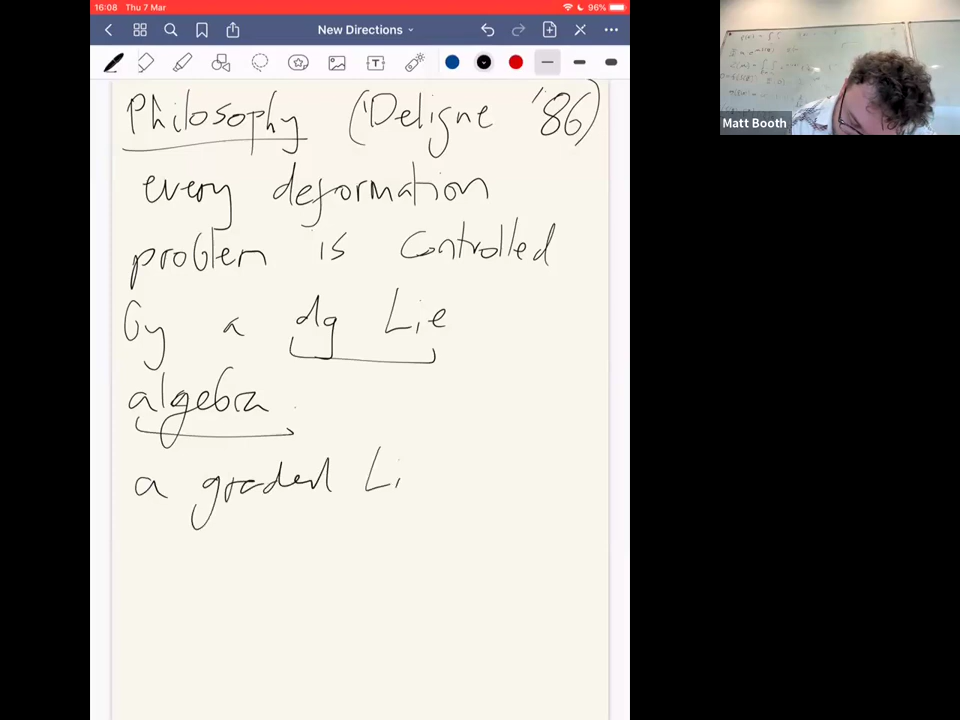 16:08 Thu 7 Mar
96%
New Directions
Philosophy (Deligne '86)
every deformation
problem is controlled
by a dg Lie
algebra
a graded Li
Matt Booth